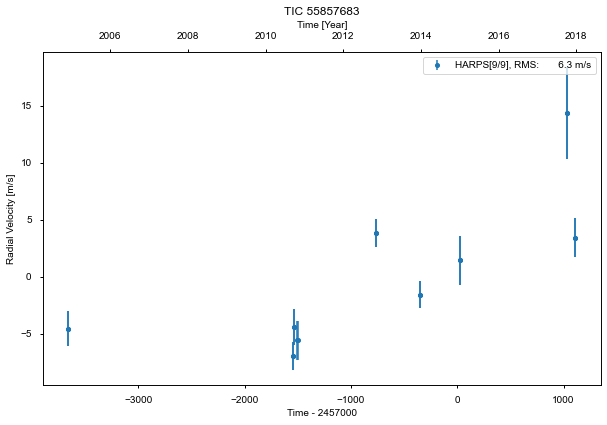 TIC 55857683
Time [Year]
2006 2008 2010 2012 2014 2016 2018
HARPS[9/9], RMS: 6.3 m/s
Radial Velocity [m/s]
15
10
5
0
−5
−3000 −2000 −1000 0 1000
Time - 2457000